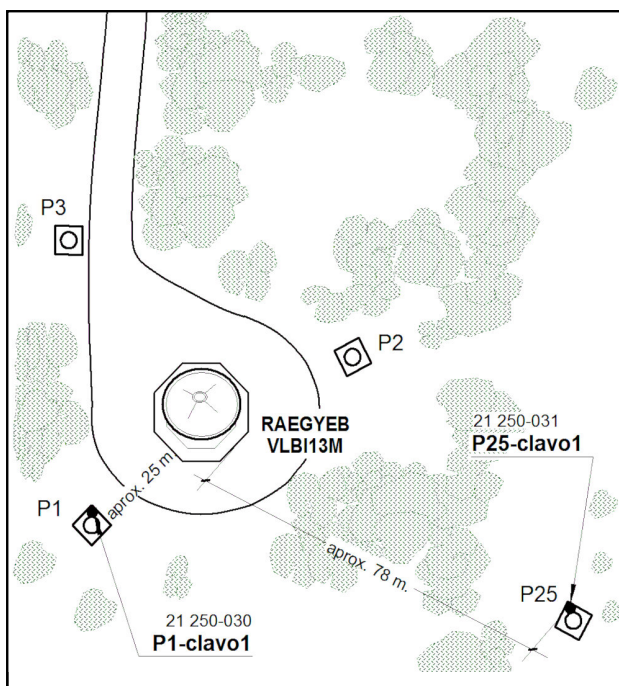 P3
P2
RAEGYEB
VLBI13M
21 250-031
P25-clavo1
aprox. 25 m
P1
aprox. 78 m.
P25
21 250-030
P1-clavo1